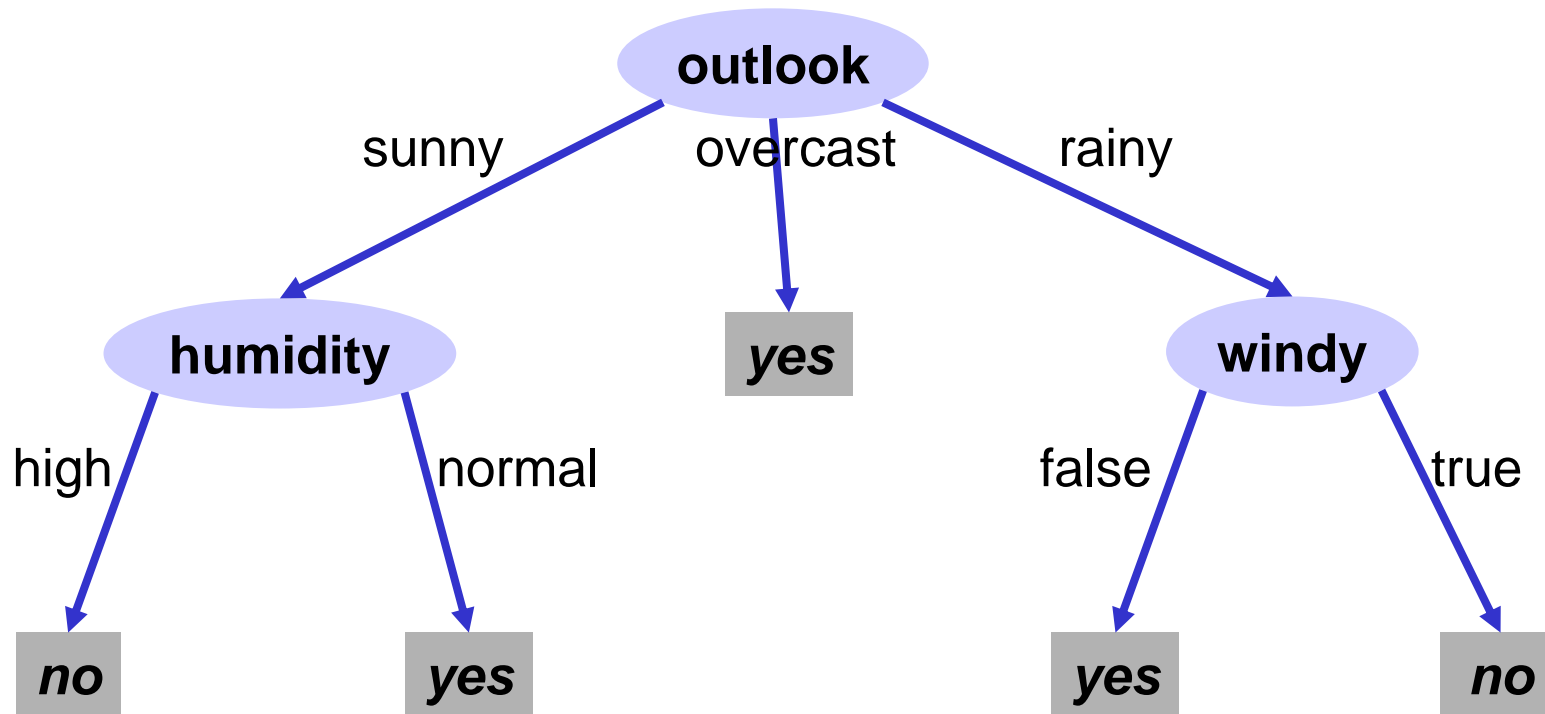 outlook
sunny
overcast
rainy
humidity
yes
windy
high
normal
false
true
no
yes
yes
no